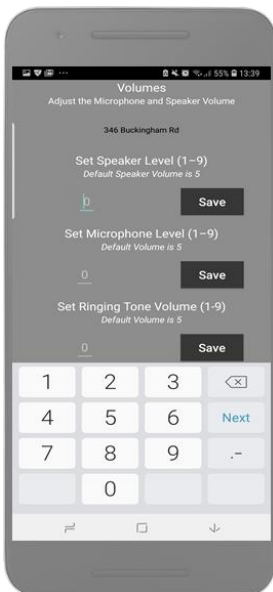 55% 13:39
Volumes
Adjust the Microphone and Speaker Volume
346 Buckingham Rd
Set Speaker Level (1–9)
Default Speaker Volume is 5
0 Save
Set Microphone Level (1–9)
Default Volume is 5
0 Save
Set Ringing Tone Volume (1-9)
Default Volume is 5
0 Save
1 2 3
4 5 6 Next
7 8 9 .-
0